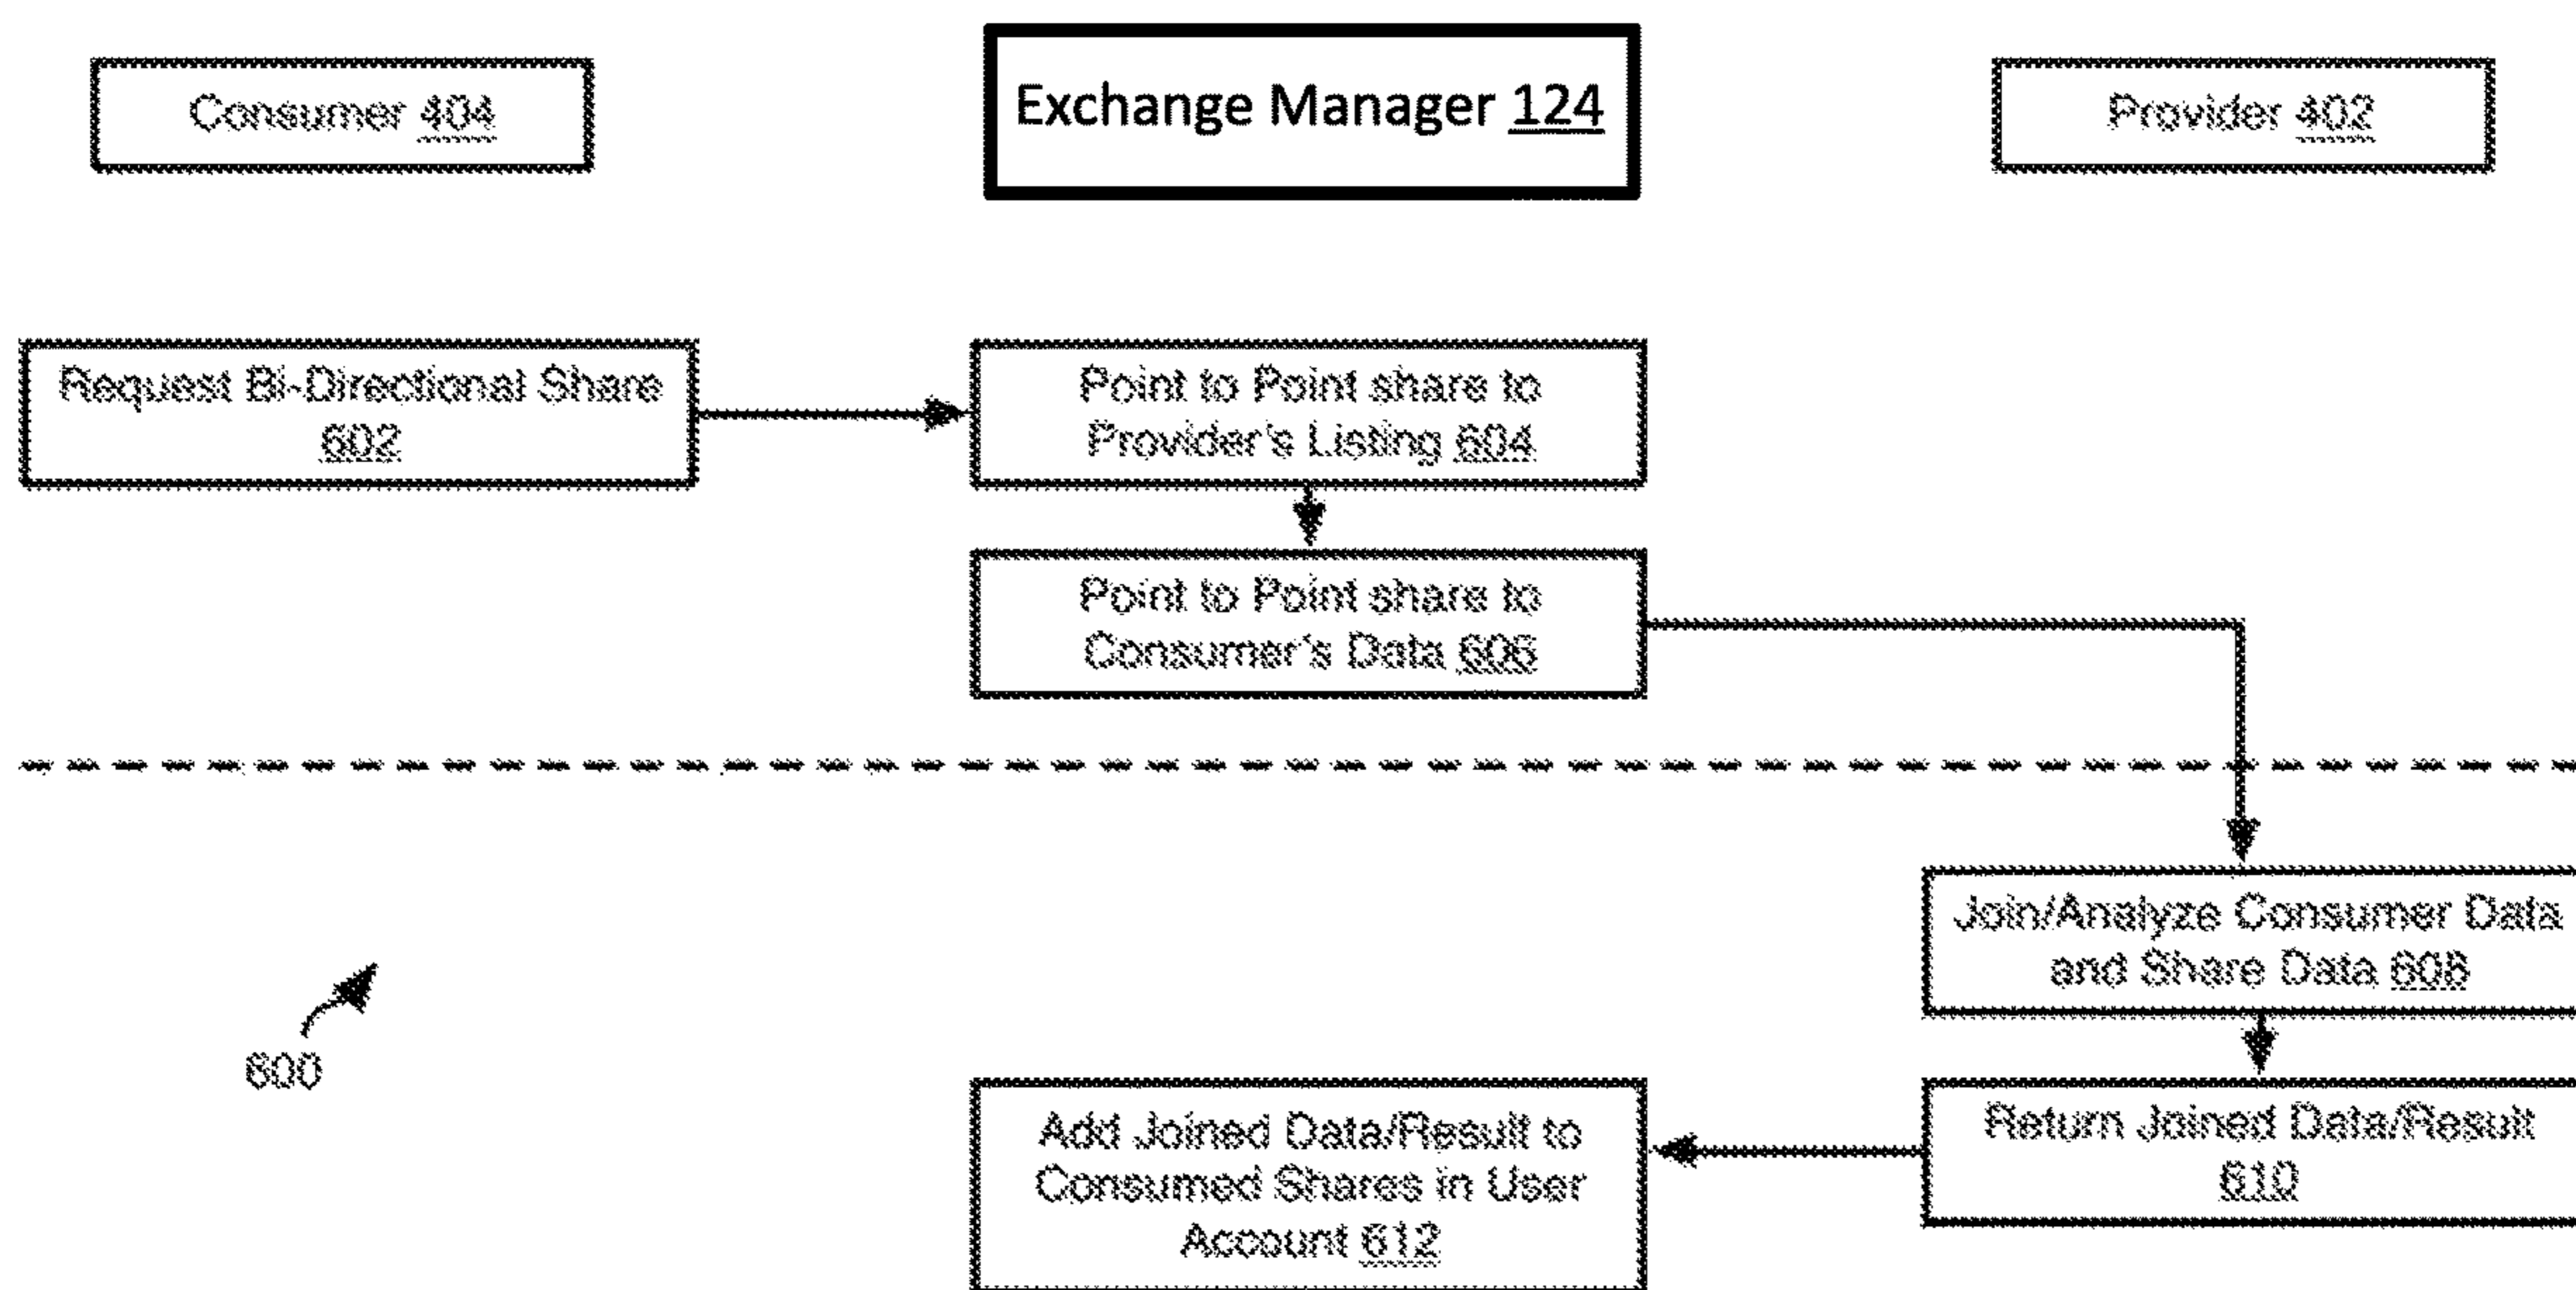 Consumer 404
Exchange Manager 124
Provider 402
Request Bi-Directional Share
602
Point to Point share to
Provider's Listing 604
Point to Point share to
Consumer's Data 606
Join/Analyze Consumer Data
and Share Data 608
600
Add Joined Data/Result to
Consumed Shares in User
Account 612
Return Joined Data/Result
610